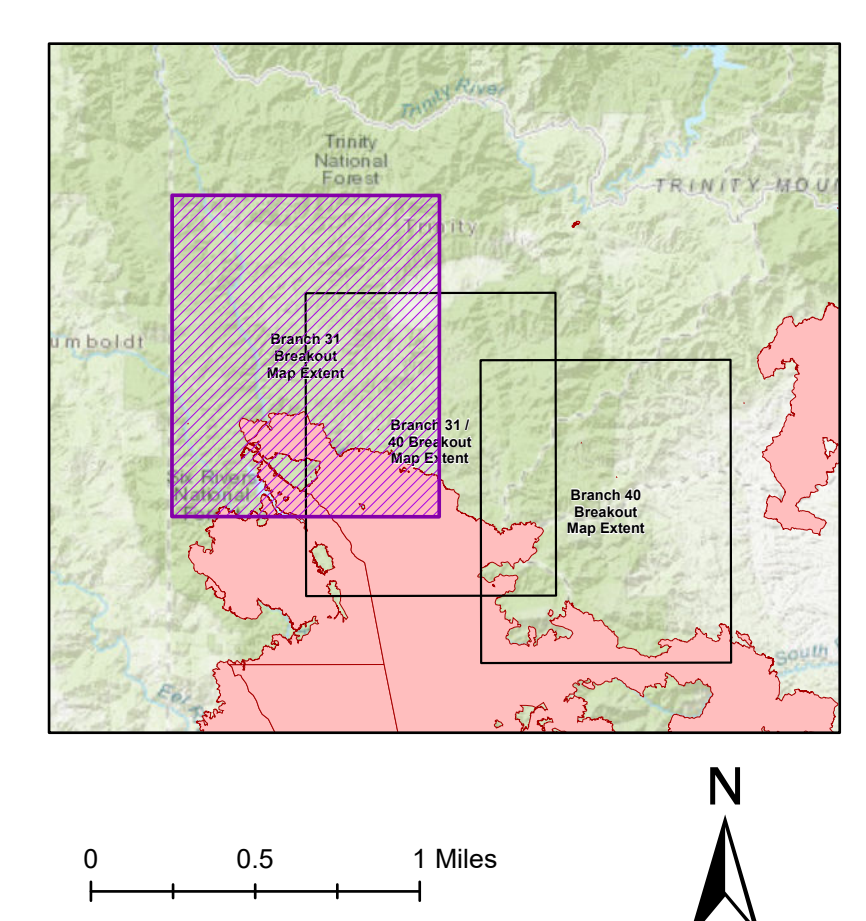 Trinity River
Trinity
National
Forest
TRINITY MOU
Trinity
umboldt
Branch 31
Breakout
Map Extent
Branch 31 /
40 Breakout
Map Extent
Six Rivers
National
Forest
Branch 40
Breakout
Map Extent
South
Eel
N
0 0.5 1 Miles